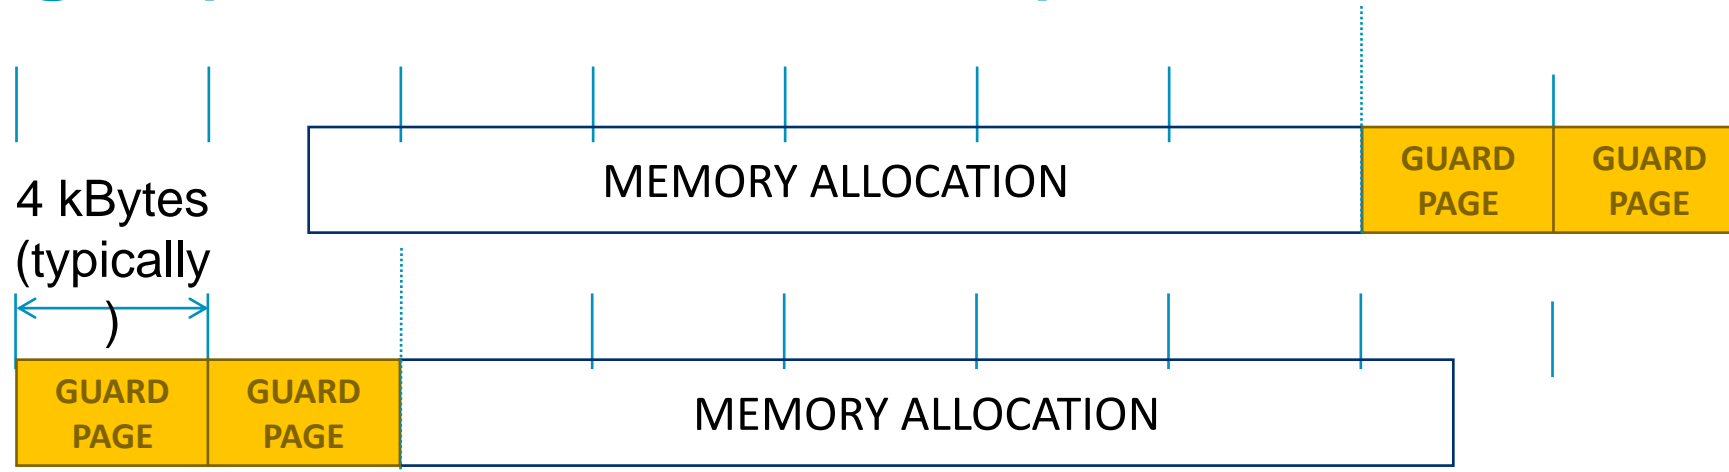 MEMORY ALLOCATION
GUARD
PAGE
GUARD
PAGE
4 kBytes
(typically
)
GUARD
PAGE
GUARD
PAGE
MEMORY ALLOCATION